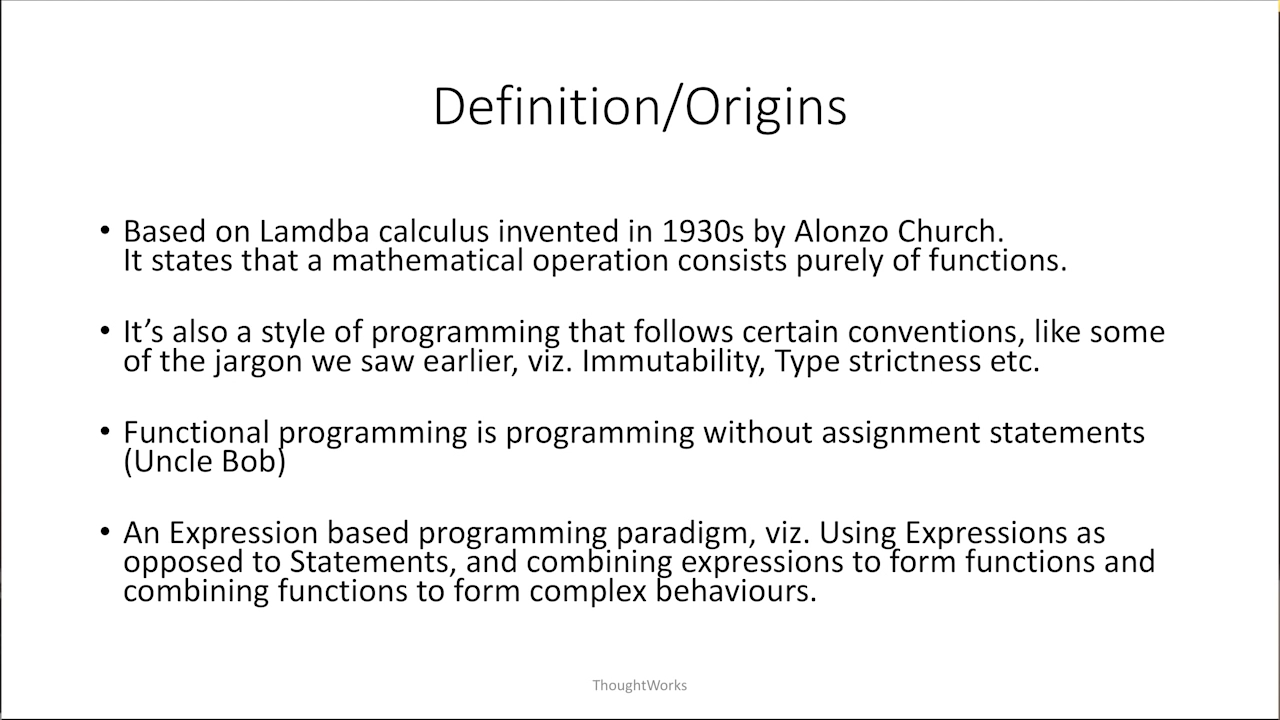 Definition/Origins
• Based on Lamdba calculus invented in 1930s by Alonzo Church.
It states that a mathematical operation consists purely of functions.
• It’s also a style of programming that follows certain conventions, like some
of the jargon we saw earlier, viz. Immutability, Type strictness etc.
• Functional programming is programming without assignment statements
(Uncle Bob)
• An Expression based programming paradigm, viz. Using Expressions as
opposed to Statements, and combining expressions to form functions and
combining functions to form complex behaviours.
ThoughtWorks